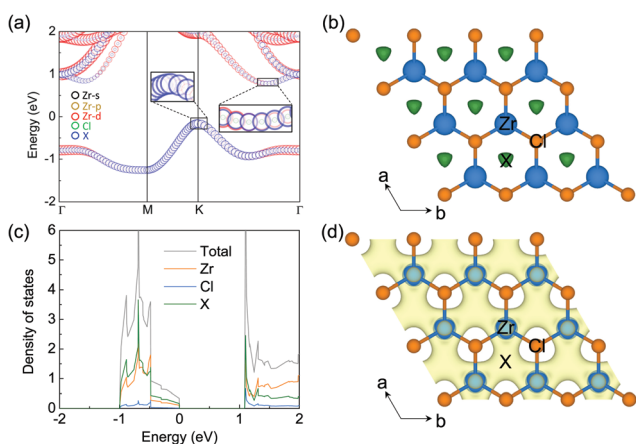 (a)
2
1
0
-1
-2
Energy (eV)
Zr-s
Zr-p
Zr-d
Cl
X
Γ
M
K
Γ
(b)
Zr
Cl
X
a
b
(c)
6
5
4
3
2
1
0
Density of states
Total
Zr
Cl
X
-2
-1
0
1
2
Energy (eV)
(d)
Zr
Cl
X
a
b